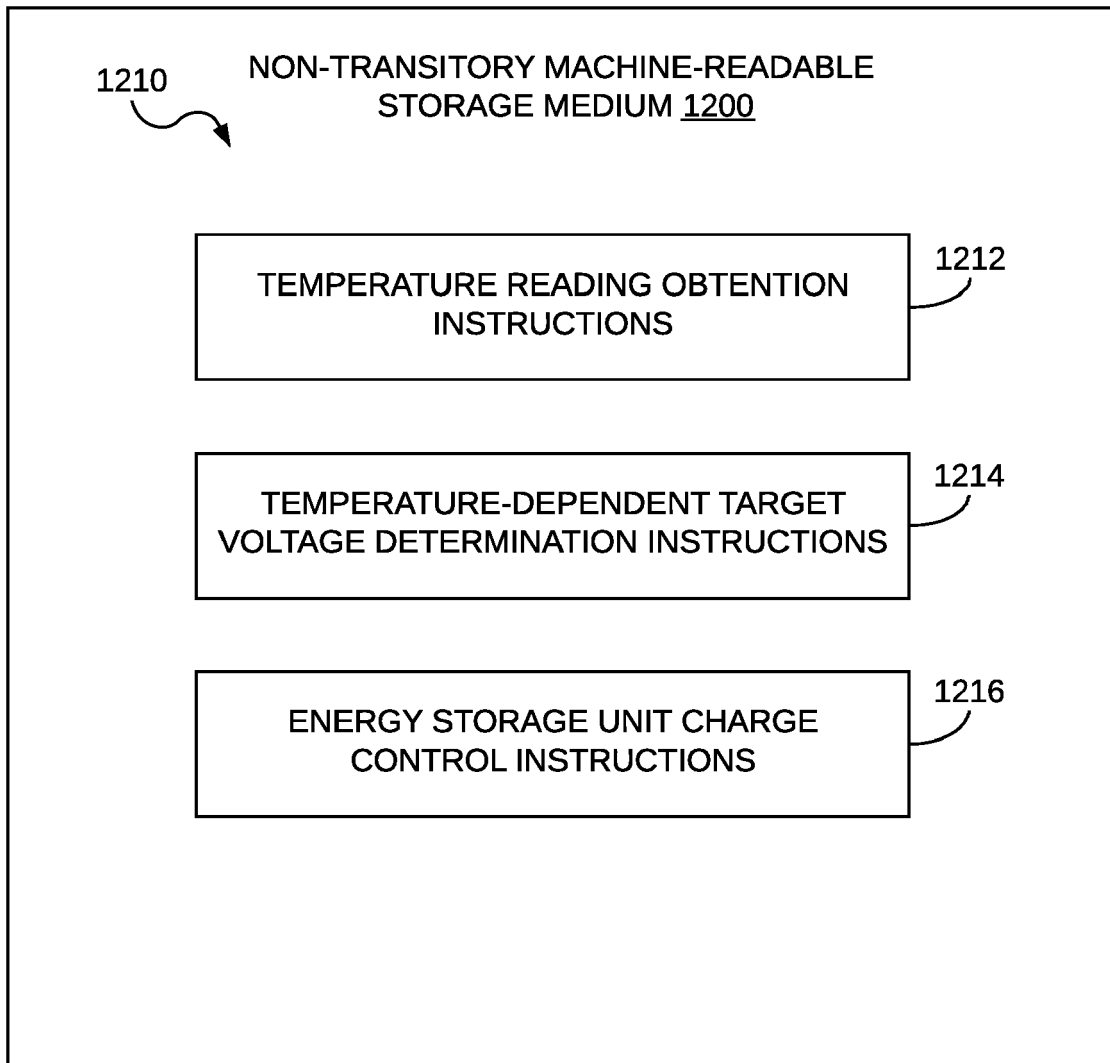 1210
NON-TRANSITORY MACHINE-READABLE
STORAGE MEDIUM 1200
TEMPERATURE READING OBTENTION
INSTRUCTIONS
1212
TEMPERATURE-DEPENDENT TARGET
VOLTAGE DETERMINATION INSTRUCTIONS
1214
ENERGY STORAGE UNIT CHARGE
CONTROL INSTRUCTIONS
1216